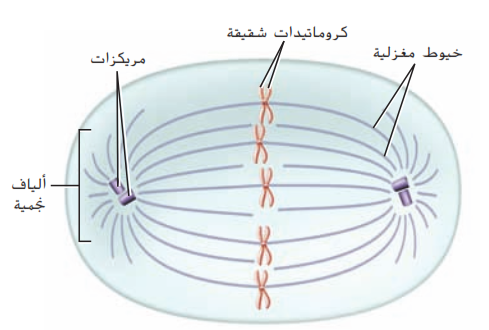 كروماتيدات شقيقة
خيوط مغزلية
مريكزات
ألياف
نجمية